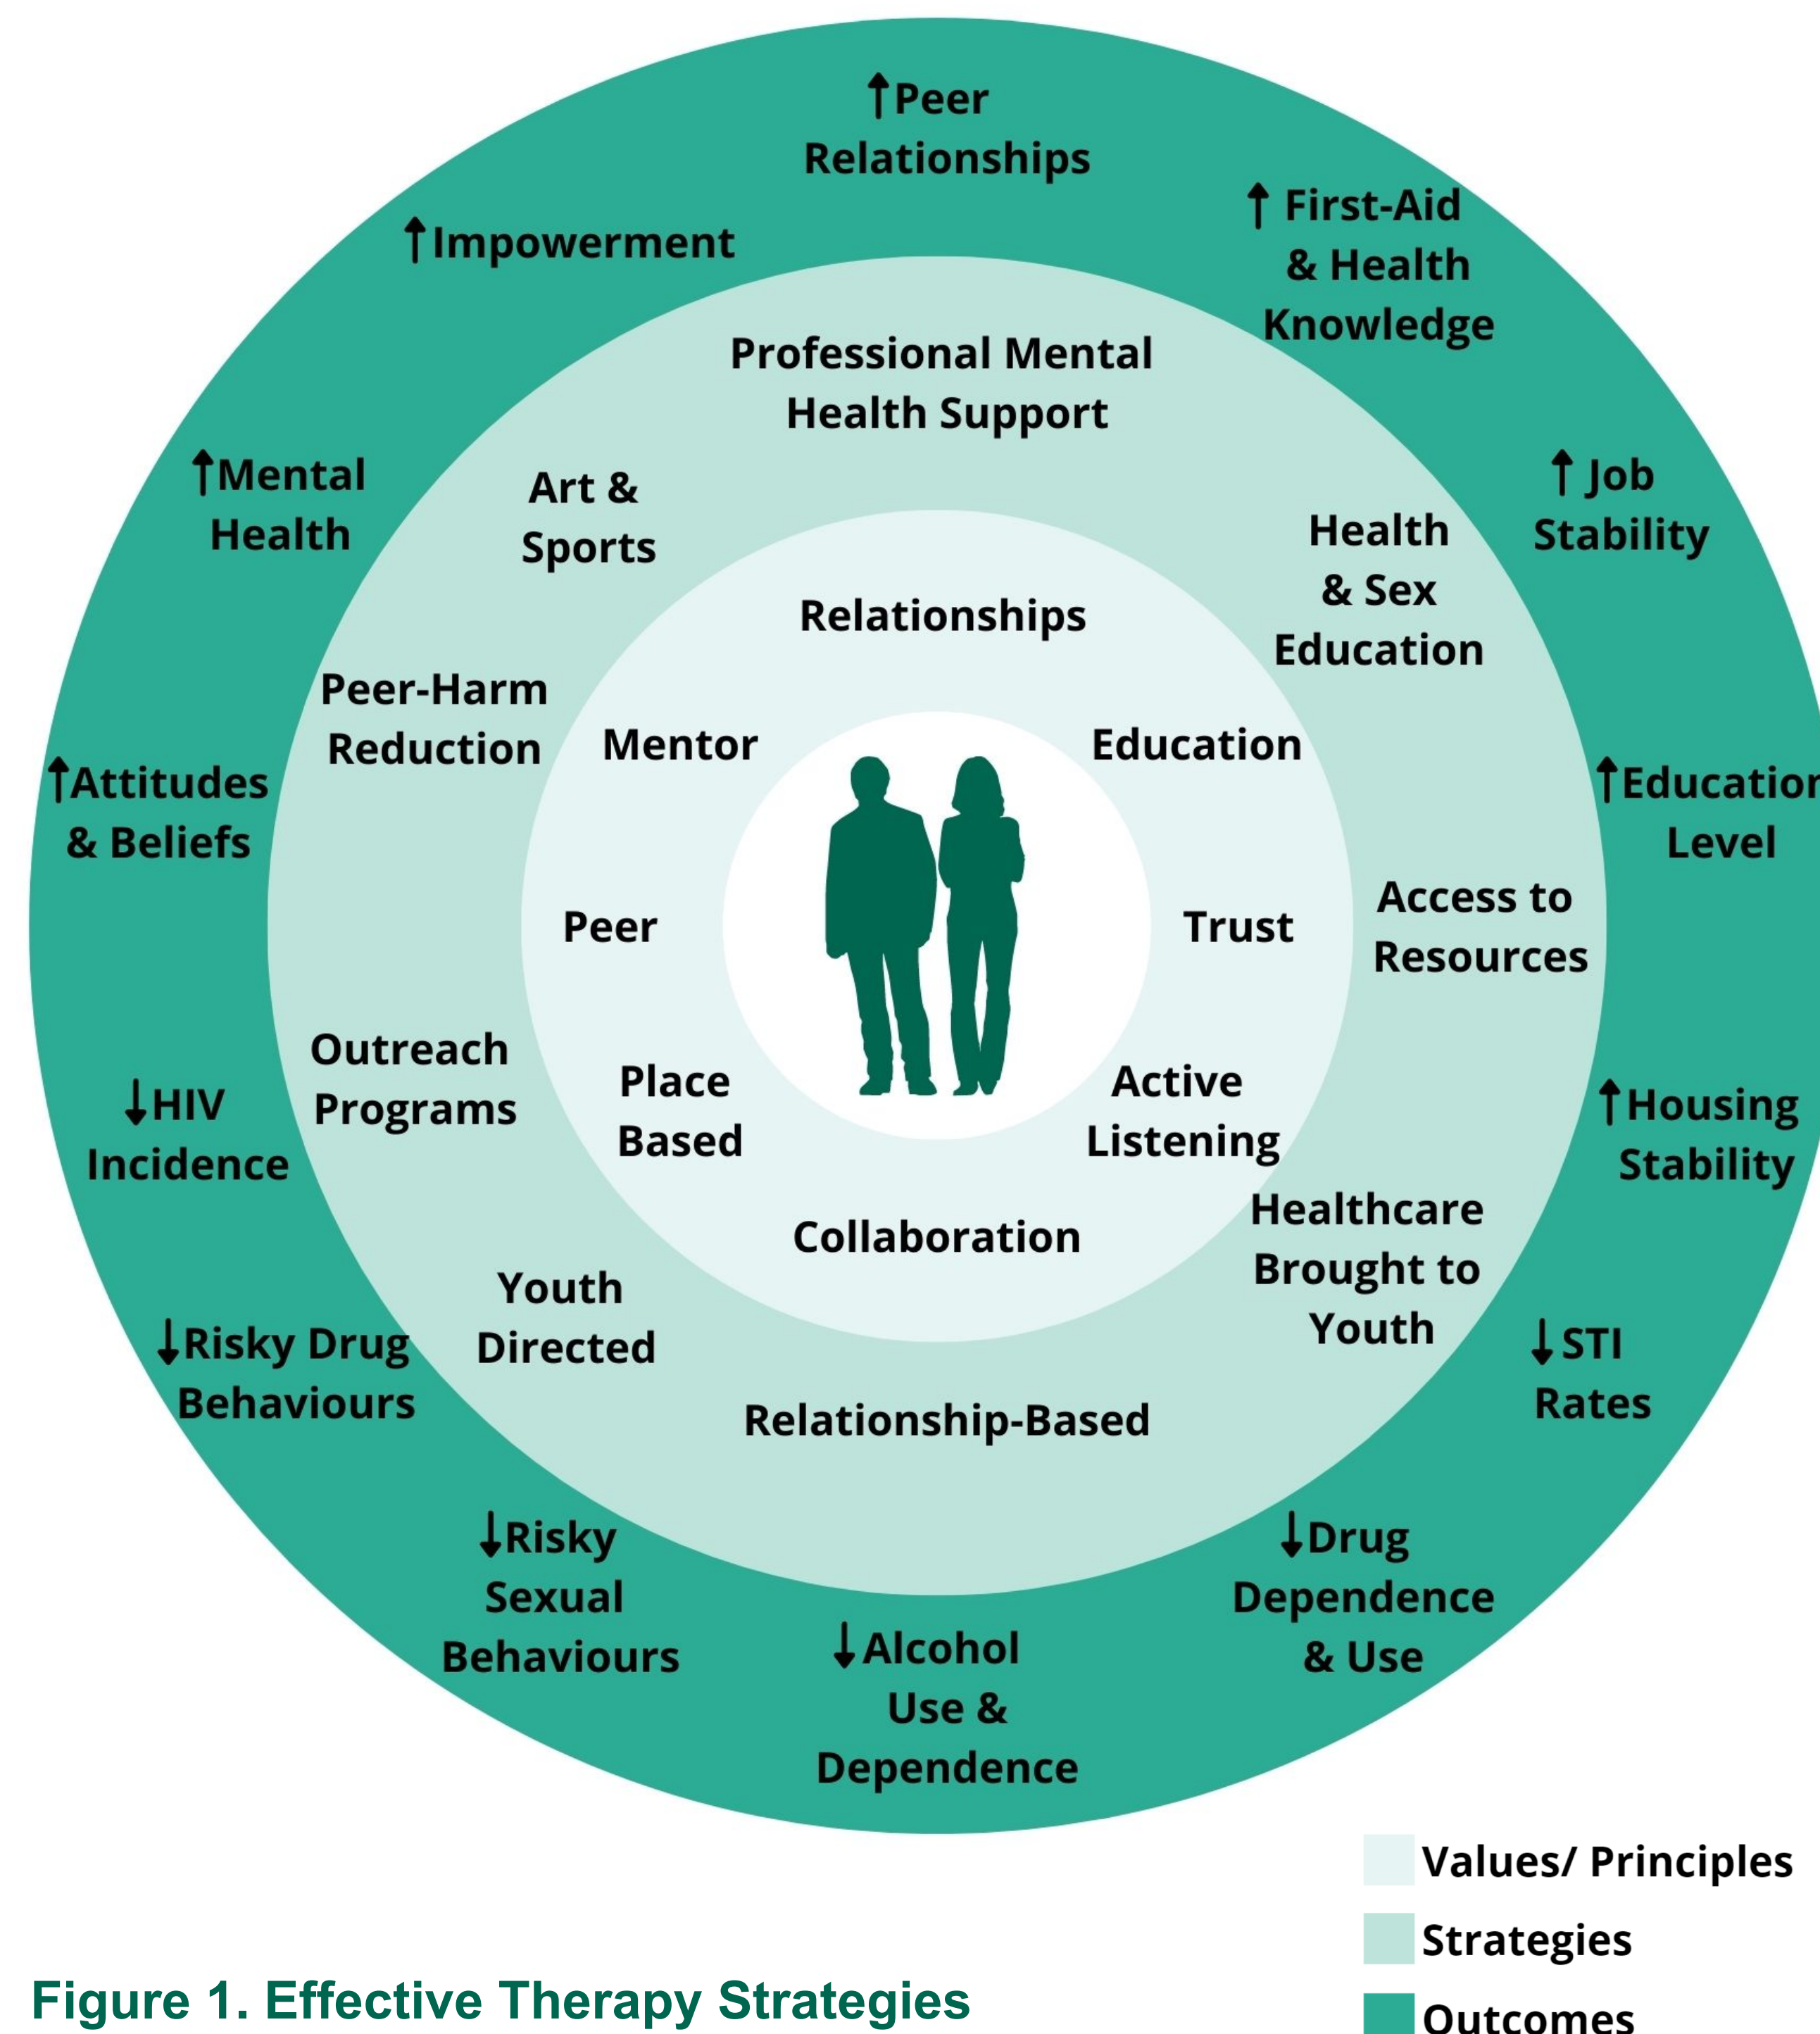 ↑Peer
Relationships
↑ First-Aid
& Health
Knowledge
↑ Job
Stability
↑Education
Level
↑Housing
Stability
↓STI
Rates
↓Drug
Dependence
& Use
↓Alcohol
Use &
Dependence
↓Risky
Sexual
Behaviours
↓Risky Drug
Behaviours
↓HIV
Incidence
↑Attitudes
& Beliefs
↑Mental
Health
↑Impowerment
Professional Mental
Health Support
Health
& Sex
Education
Access to
Resources
Healthcare
Brought to
Youth
Relationship-Based
Youth
Directed
Outreach
Programs
Peer-Harm
Reduction
Art &
Sports
Relationships
Education
Trust
Active
Listening
Collaboration
Place
Based
Peer
Mentor
Values/ Principles
Strategies
Outcomes
Figure 1. Effective Therapy Strategies